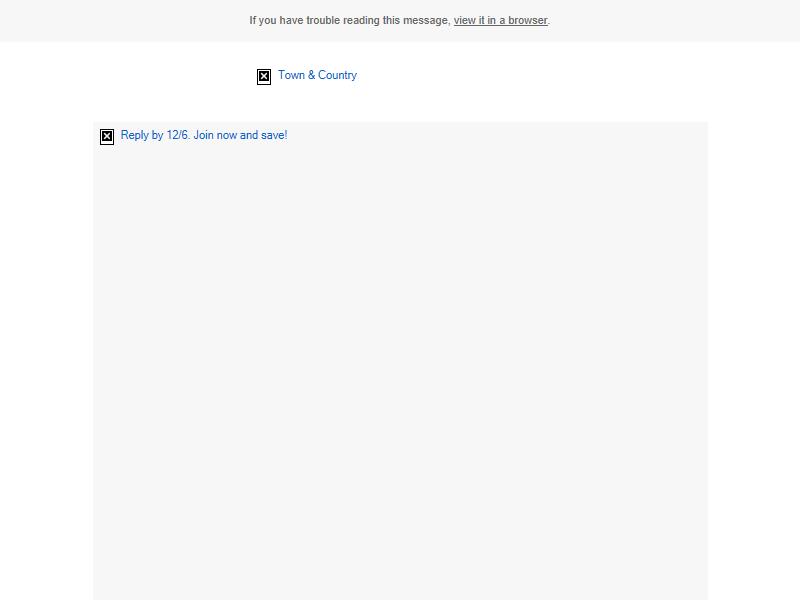 If you have trouble reading this message, view it in a browser.
Town & Country
Reply by 12/6. Join now and save!